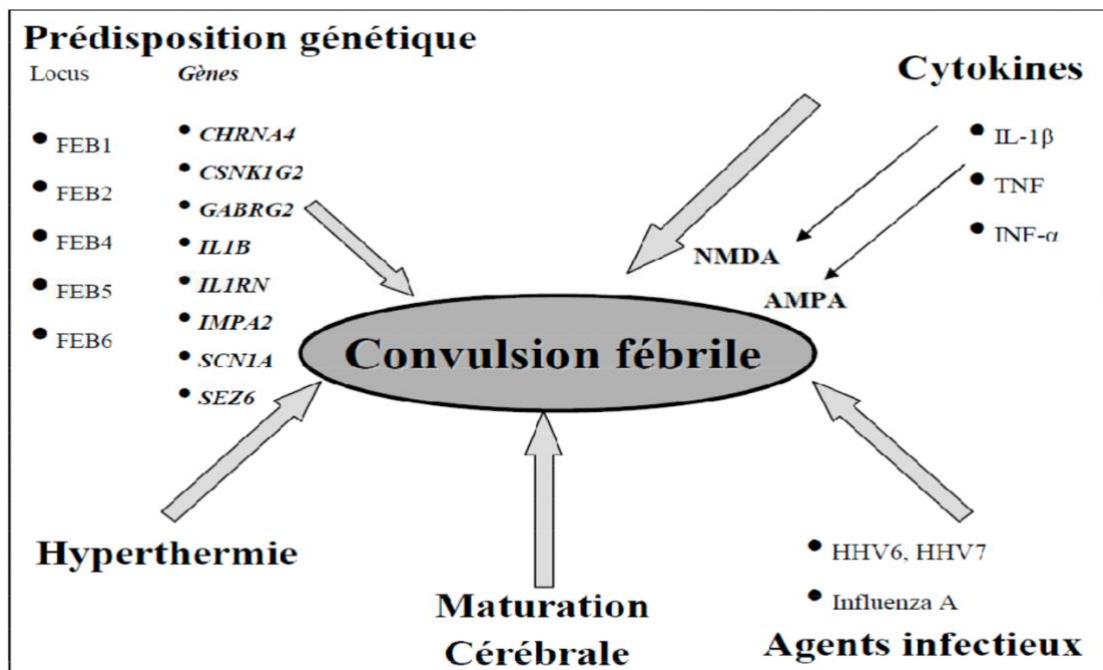 Prédisposition génétique
Locus
• FEB1
• FEB2
• FEB4
• FEB5
• FEB6
Gènes
• CHRNA4
• CSNK1G2
• GABRG2
• IL1B
• IL1RN
• IMPA2
• SCN1A
• SEZ6
Cytokines
• IL-1β
• TNF
• INF-α
NMDA
AMPA
Convulsion fébrile
Hyperthermie
Maturation
Cérébrale
• HHV6, HHV7
• Influenza A
Agents infectieux